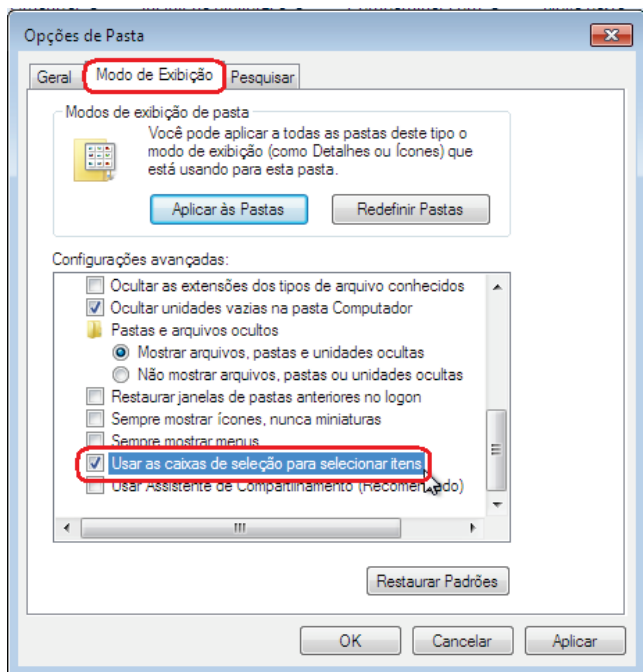 Opções de Pasta
Geral
Modo de Exibição
Pesquisar
Modos de exibição de pasta
Você pode aplicar a todas as pastas deste tipo o
modo de exibição (como Detalhes ou Ícones) que
está usando para esta pasta.
Aplicar às Pastas
Redefinir Pastas
Configurações avançadas:
Ocultar as extensões dos tipos de arquivo conhecidos
Ocultar unidades vazias na pasta Computador
Pastas e arquivos ocultos
Mostrar arquivos, pastas e unidades ocultas
Não mostrar arquivos, pastas ou unidades ocultas
Restaurar janelas de pastas anteriores no logon
Sempre mostrar ícones, nunca miniaturas
Sempre mostrar menus
Usar as caixas de seleção para selecionar itens
Usar Assistente de Compartilhamento (Recomendado)
Restaurar Padrões
OK
Cancelar
Aplicar